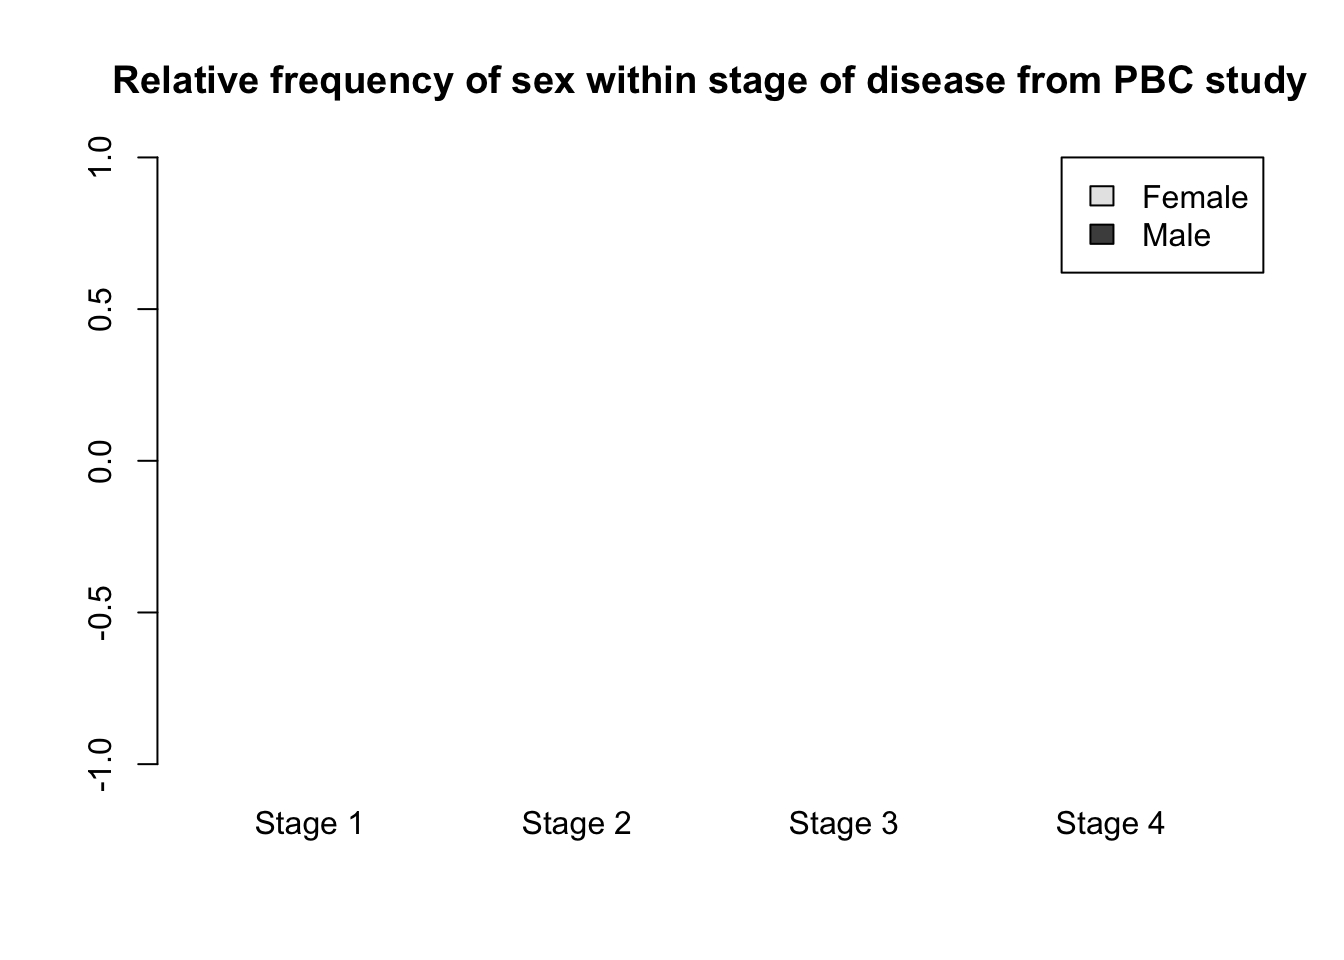 Relative frequency of sex within stage of disease from PBC study
1.0
0.5
0.0
-0.5
-1.0
Female
Male
Stage 1 Stage 2 Stage 3 Stage 4